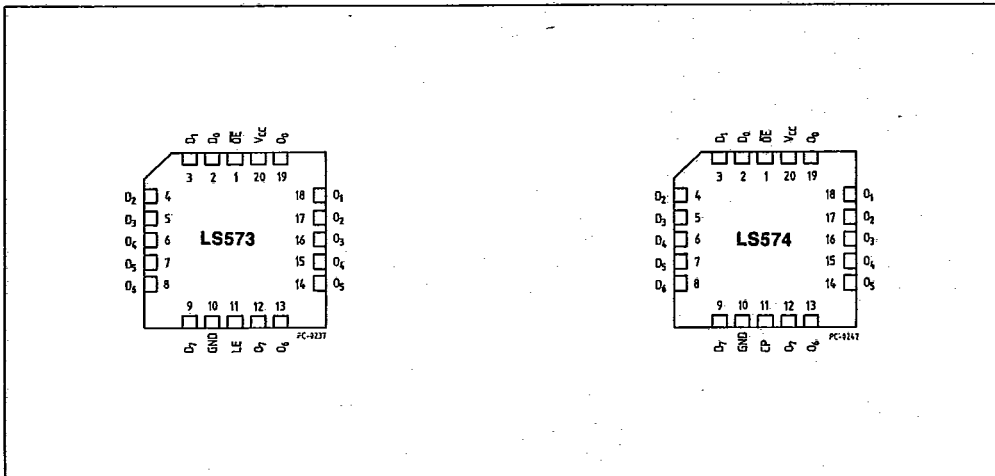 D₁ D₀ O̅E̅ V_CC O₀
3 2 1 20 19
D₂ 4 18 O₁
D₃ 5 17 O₂
D₄ 6 LS573 16 O₃
D₅ 7 15 O₄
D₆ 8 14 O₅
9 10 11 12 13
D₇ GND LE O₇ O₆
PC-0237
D₁ D₀ O̅E̅ V_CC O₀
3 2 1 20 19
D₂ 4 18 O₁
D₃ 5 17 O₂
D₄ 6 LS574 16 O₃
D₅ 7 15 O₄
D₆ 8 14 O₅
9 10 11 12 13
D₇ GND CP O₇ O₆
PC-0242